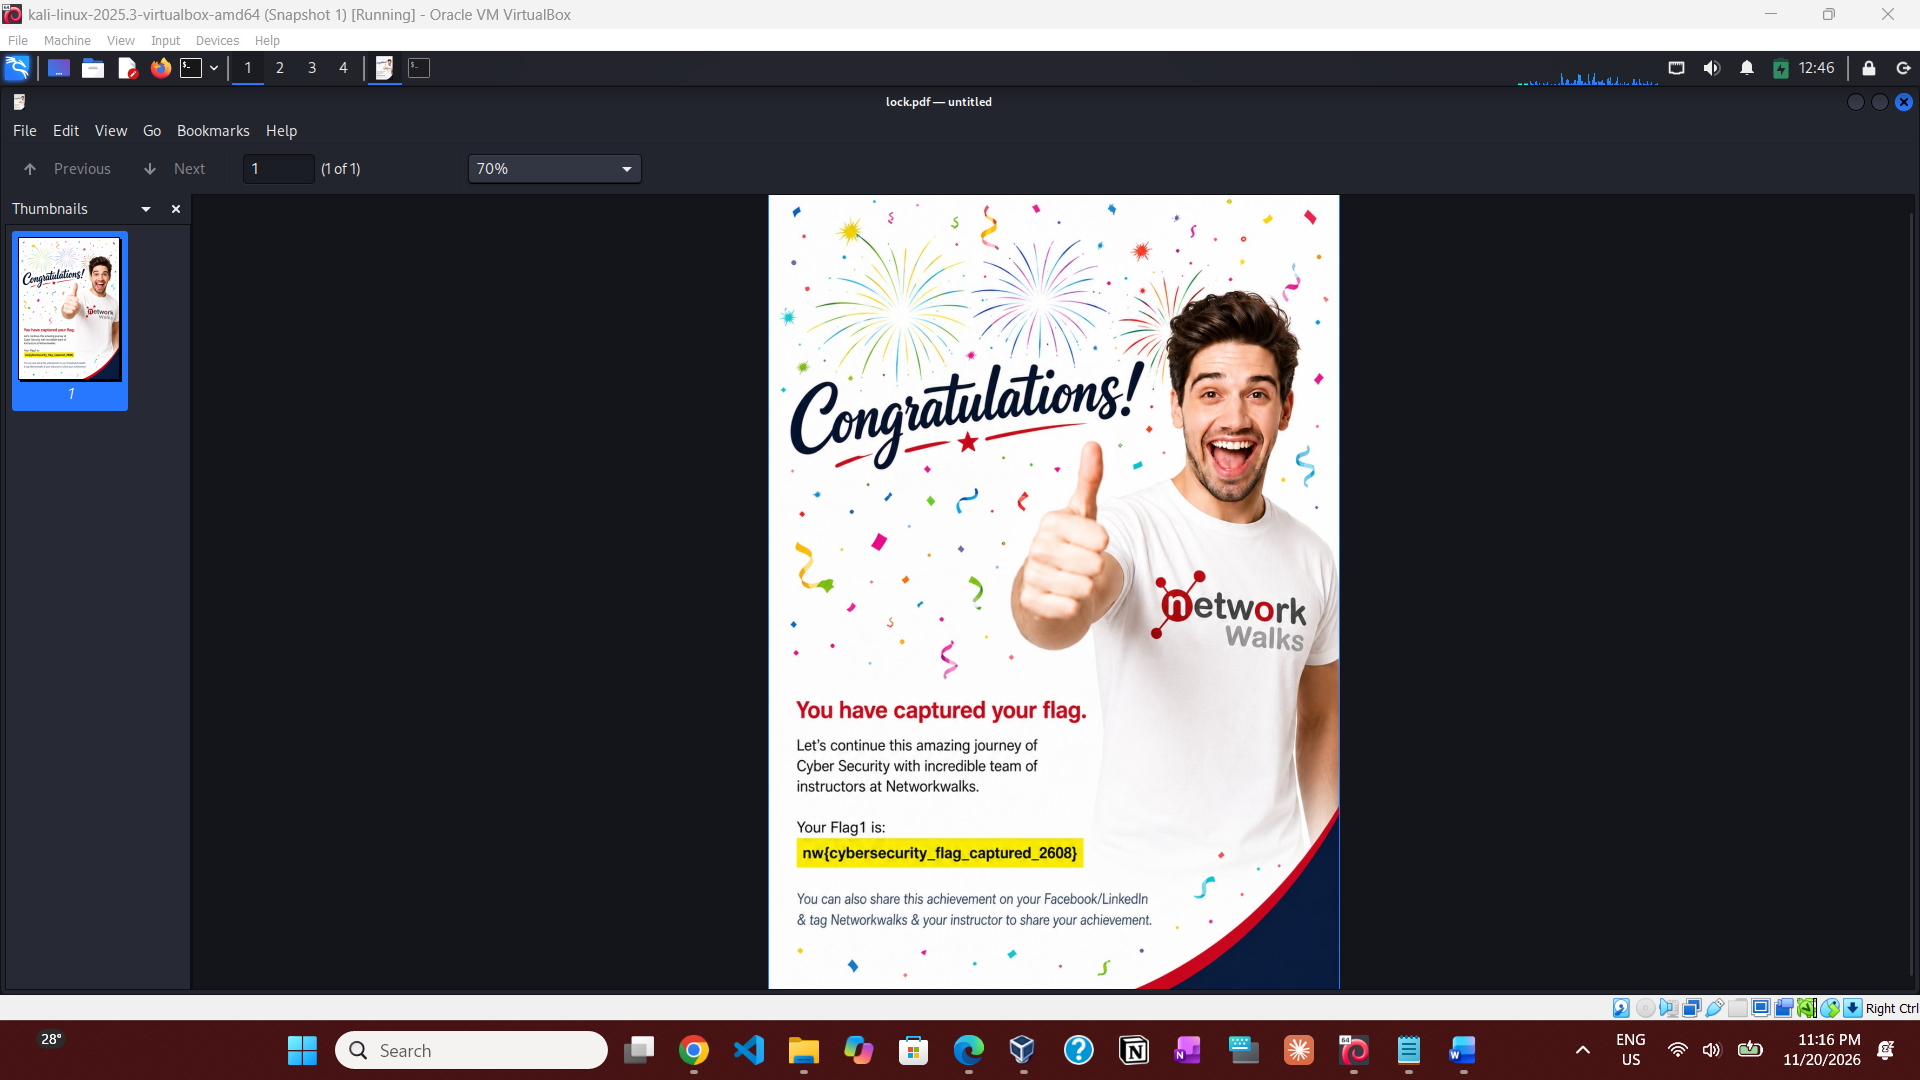 kali-linux-2025.3-virtualbox-amd64 (Snapshot 1) [Running] - Oracle VM VirtualBox
File Machine View Input Devices Help
1 2 3 4
12:46
lock.pdf — untitled
File Edit View Go Bookmarks Help
Previous Next 1 (1 of 1) 70%
Thumbnails
1
Congratulations!
network
Walks
You have captured your flag.
Let's continue this amazing journey of
Cyber Security with incredible team of
instructors at Networkwalks.
Your Flag1 is:
nw{cybersecurity_flag_captured_2608}
You can also share this achievement on your Facebook/LinkedIn
& tag Networkwalks & your instructor to share your achievement.
Right Ctrl
28°
Search
ENG
US
11:16 PM
11/20/2026